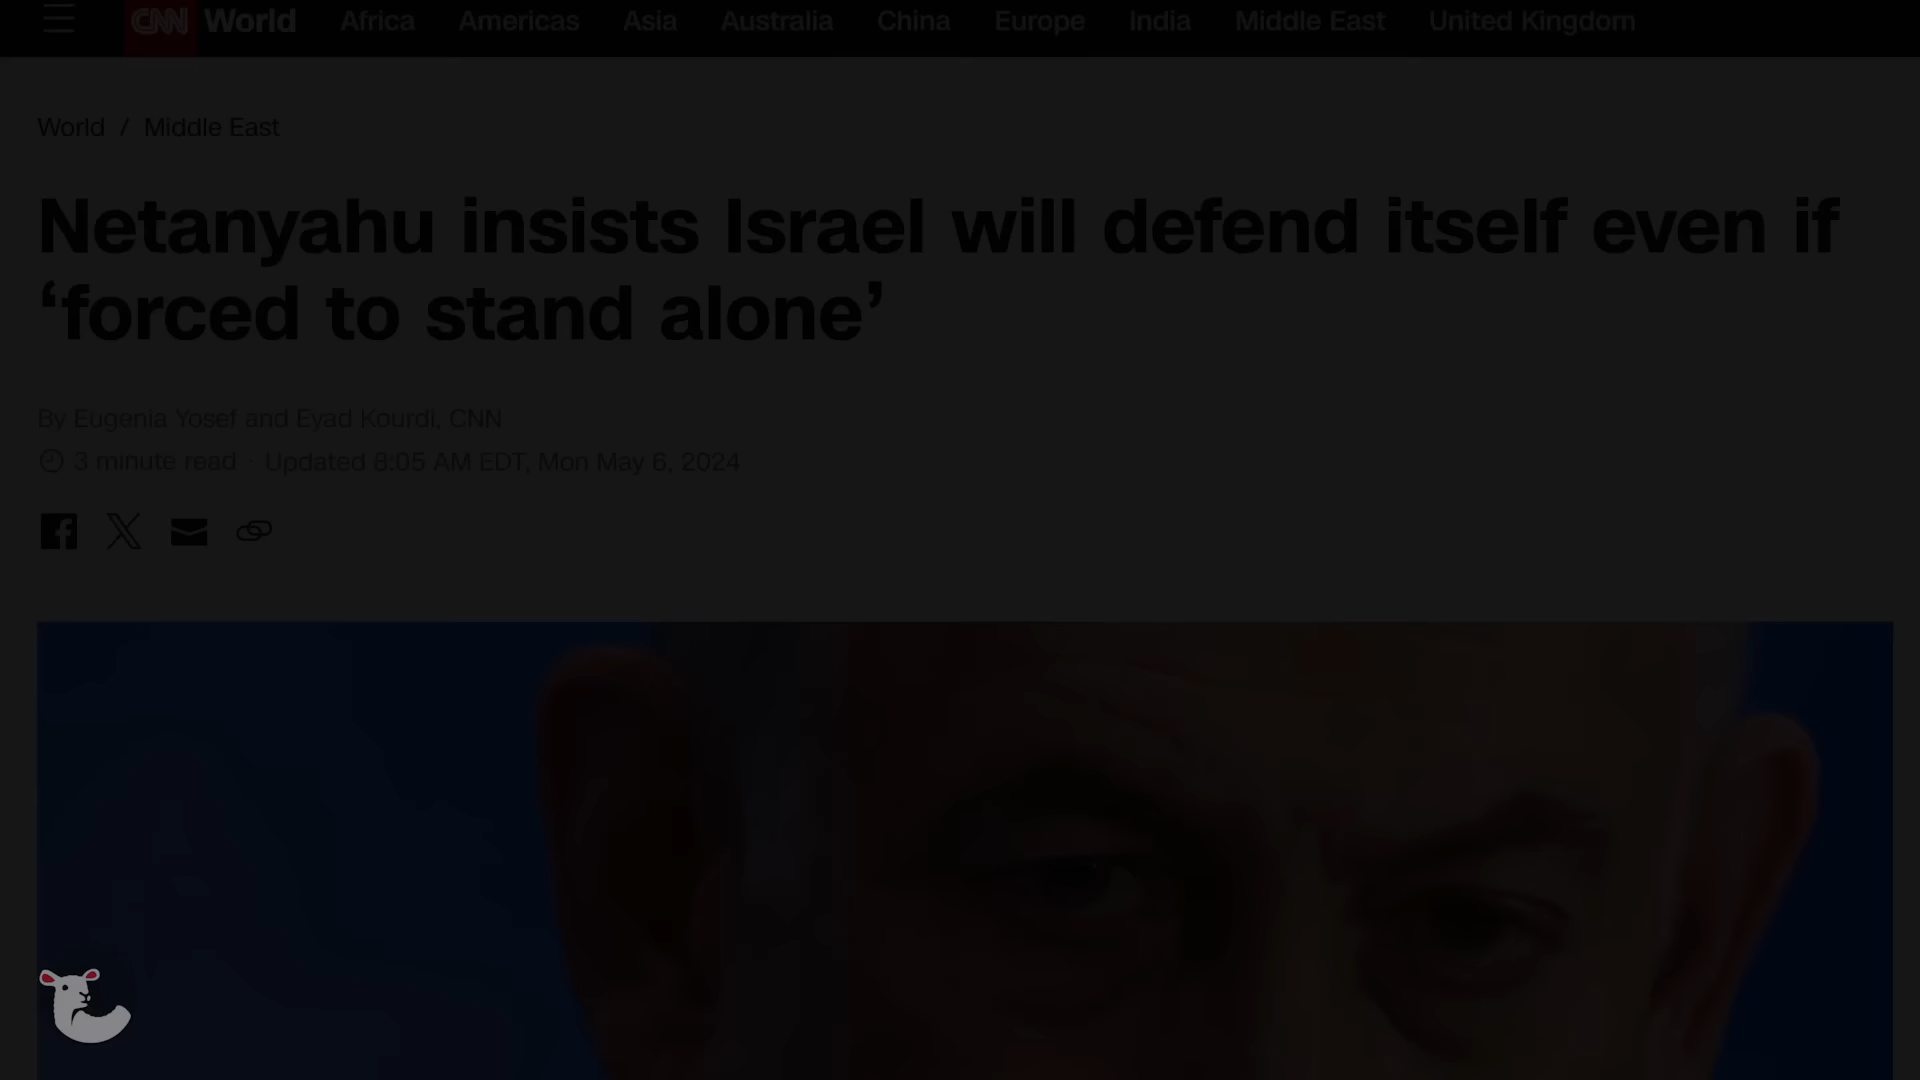 CNN World Africa Americas Asia Australia China Europe India Middle East United Kingdom
World / Middle East
Netanyahu insists Israel will defend itself even if
‘forced to stand alone’
By Eugenia Yosef and Eyad Kourdi, CNN
3 minute read · Updated 8:05 AM EDT, Mon May 6, 2024